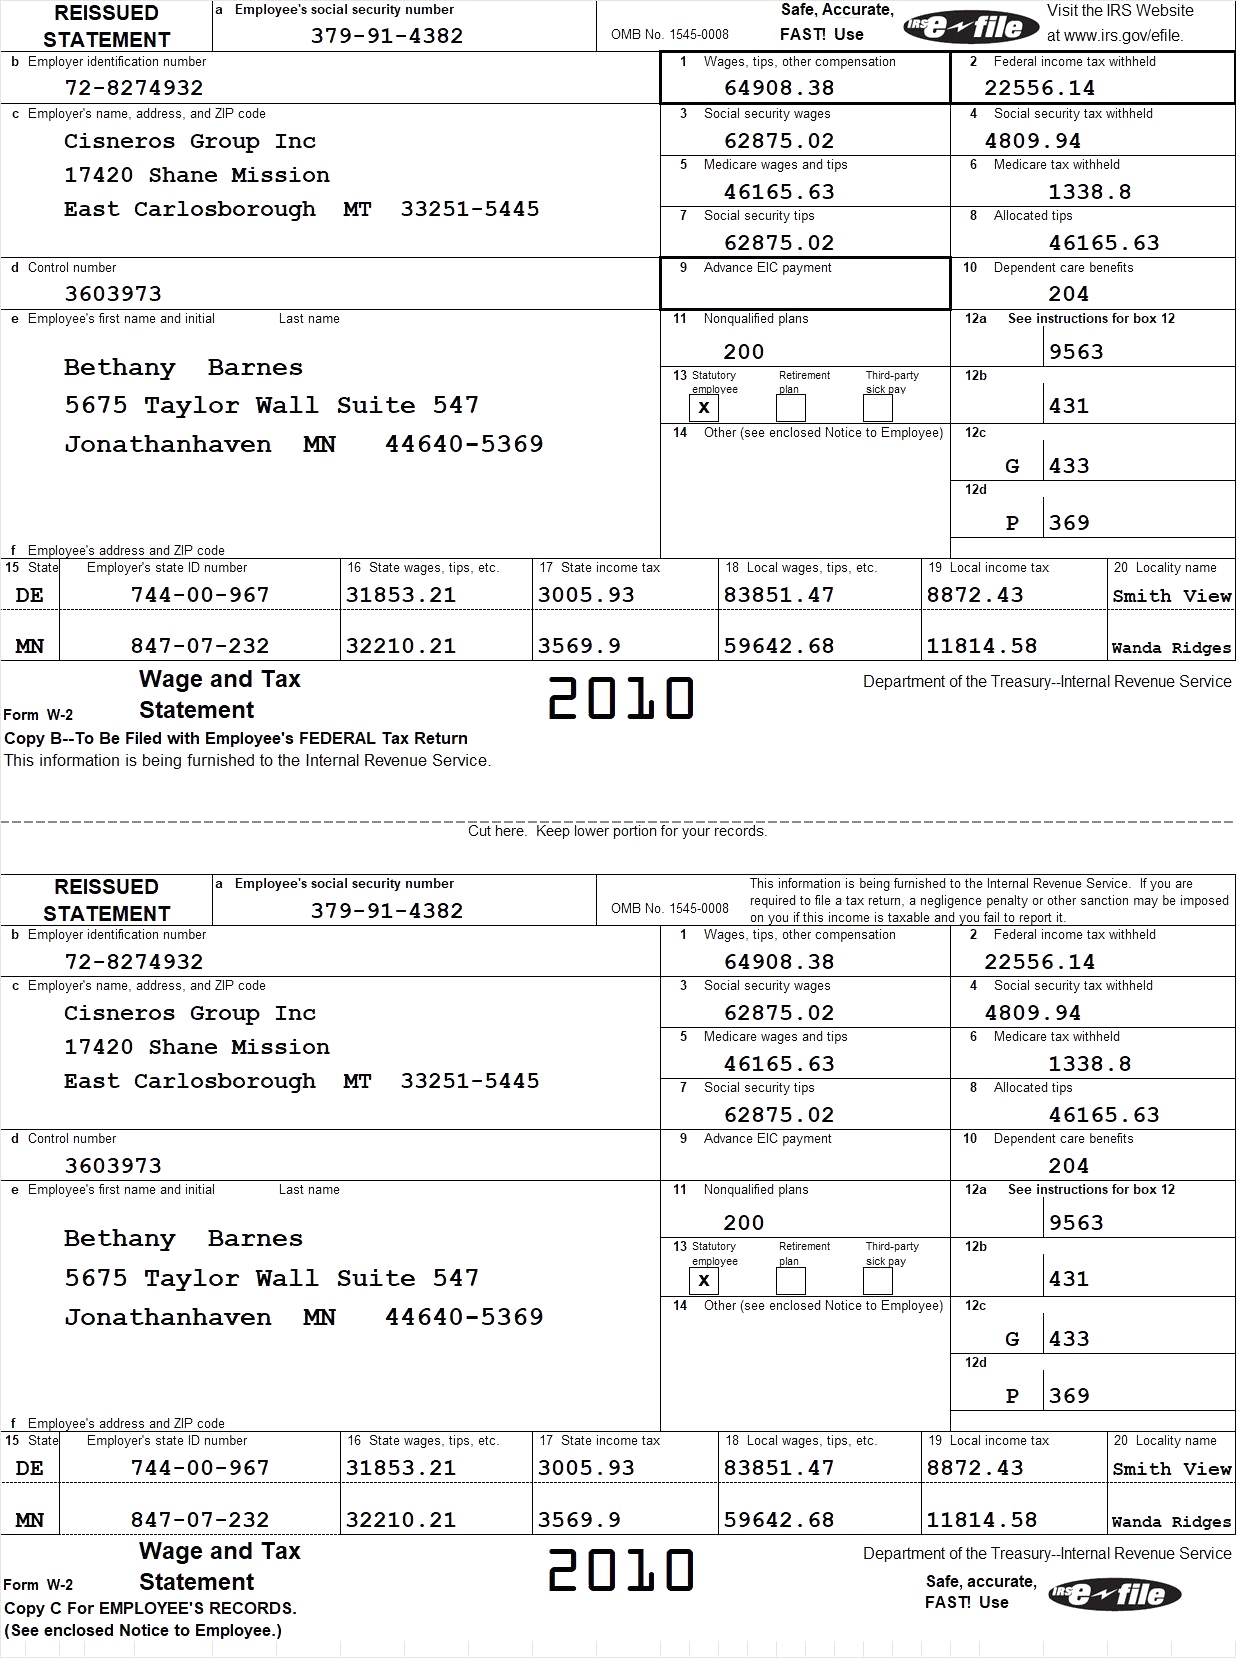 REISSUED STATEMENT
a Employee's social security number
379-91-4382
OMB No. 1545-0008
Safe, Accurate, FAST! Use
IRS e-file
Visit the IRS Website at www.irs.gov/efile.
b Employer identification number
72-8274932
1 Wages, tips, other compensation
64908.38
2 Federal income tax withheld
22556.14
c Employer's name, address, and ZIP code
Cisneros Group Inc
17420 Shane Mission
East Carlosborough MT 33251-5445
3 Social security wages
62875.02
4 Social security tax withheld
4809.94
5 Medicare wages and tips
46165.63
6 Medicare tax withheld
1338.8
7 Social security tips
62875.02
8 Allocated tips
46165.63
d Control number
3603973
9 Advance EIC payment
10 Dependent care benefits
204
e Employee's first name and initial Last name
Bethany Barnes
5675 Taylor Wall Suite 547
Jonathanhaven MN 44640-5369
11 Nonqualified plans
200
12a See instructions for box 12
9563
13 Statutory employee Retirement plan Third-party sick pay
X
12b
431
14 Other (see enclosed Notice to Employee)
12c
G 433
12d
P 369
f Employee's address and ZIP code
15 State Employer's state ID number 16 State wages, tips, etc. 17 State income tax 18 Local wages, tips, etc. 19 Local income tax 20 Locality name
DE 744-00-967 31853.21 3005.93 83851.47 8872.43 Smith View
MN 847-07-232 32210.21 3569.9 59642.68 11814.58 Wanda Ridges
Form W-2 Wage and Tax Statement
2010
Department of the Treasury--Internal Revenue Service
Copy B--To Be Filed with Employee's FEDERAL Tax Return
This information is being furnished to the Internal Revenue Service.
Cut here. Keep lower portion for your records.
REISSUED STATEMENT
a Employee's social security number
379-91-4382
OMB No. 1545-0008
This information is being furnished to the Internal Revenue Service. If you are
required to file a tax return, a negligence penalty or other sanction may be imposed
on you if this income is taxable and you fail to report it.
b Employer identification number
72-8274932
1 Wages, tips, other compensation
64908.38
2 Federal income tax withheld
22556.14
c Employer's name, address, and ZIP code
Cisneros Group Inc
17420 Shane Mission
East Carlosborough MT 33251-5445
3 Social security wages
62875.02
4 Social security tax withheld
4809.94
5 Medicare wages and tips
46165.63
6 Medicare tax withheld
1338.8
7 Social security tips
62875.02
8 Allocated tips
46165.63
d Control number
3603973
9 Advance EIC payment
10 Dependent care benefits
204
e Employee's first name and initial Last name
Bethany Barnes
5675 Taylor Wall Suite 547
Jonathanhaven MN 44640-5369
11 Nonqualified plans
200
12a See instructions for box 12
9563
13 Statutory employee Retirement plan Third-party sick pay
X
12b
431
14 Other (see enclosed Notice to Employee)
12c
G 433
12d
P 369
f Employee's address and ZIP code
15 State Employer's state ID number 16 State wages, tips, etc. 17 State income tax 18 Local wages, tips, etc. 19 Local income tax 20 Locality name
DE 744-00-967 31853.21 3005.93 83851.47 8872.43 Smith View
MN 847-07-232 32210.21 3569.9 59642.68 11814.58 Wanda Ridges
Form W-2 Wage and Tax Statement
2010
Department of the Treasury--Internal Revenue Service
Safe, accurate, FAST! Use
IRS e-file
Copy C For EMPLOYEE'S RECORDS.
(See enclosed Notice to Employee.)